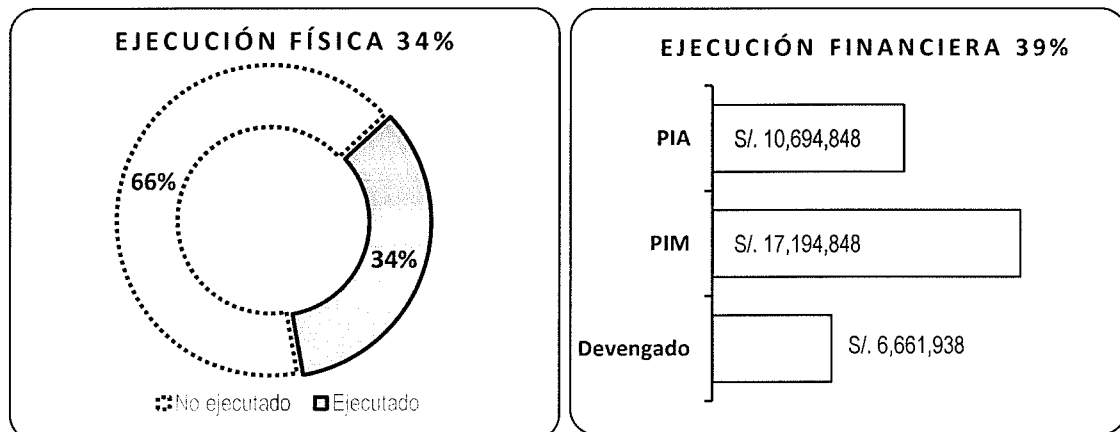 EJECUCIÓN FÍSICA 34%
66%
34%
No ejecutado Ejecutado
EJECUCIÓN FINANCIERA 39%
PIA S/. 10,694,848
PIM S/. 17,194,848
Devengado S/. 6,661,938